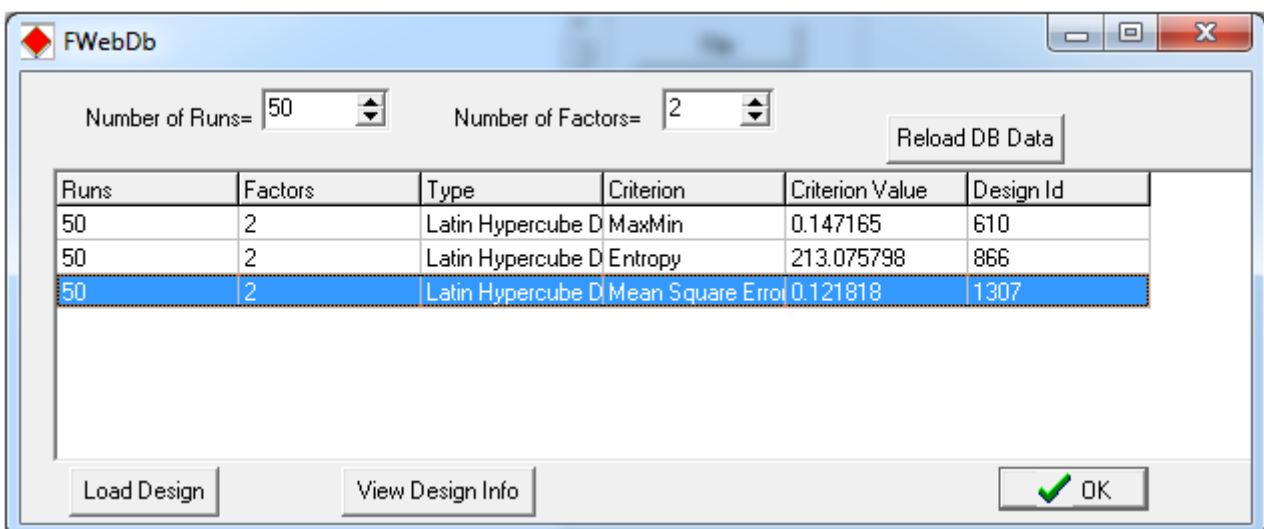 FWebDb
Number of Runs= 50 Number of Factors= 2
Reload DB Data
Runs Factors Type Criterion Criterion Value Design Id
50 2 Latin Hypercube D MaxMin 0.147165 610
50 2 Latin Hypercube D Entropy 213.075798 866
50 2 Latin Hypercube D Mean Square Error 0.121818 1307
Load Design View Design Info OK